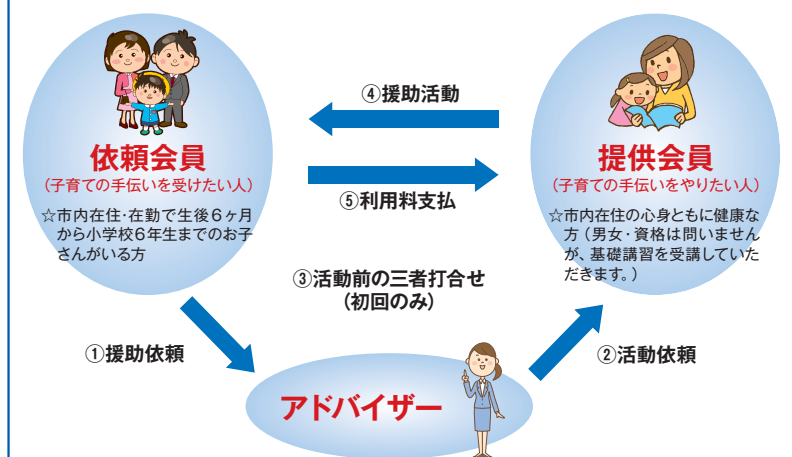 ④援助活動
依頼会員
(子育ての手伝いを受けたい人)
☆市内在住・在勤で生後6ヶ月
から小学校6年生までのお子
さんがいる方
提供会員
(子育ての手伝いをやりたい人)
☆市内在住の心身ともに健康な
方(男女・資格は問いません
が、基礎講習を受講していた
だきます。)
⑤利用料支払
③活動前の三者打合せ
(初回のみ)
①援助依頼
②活動依頼
アドバイザー